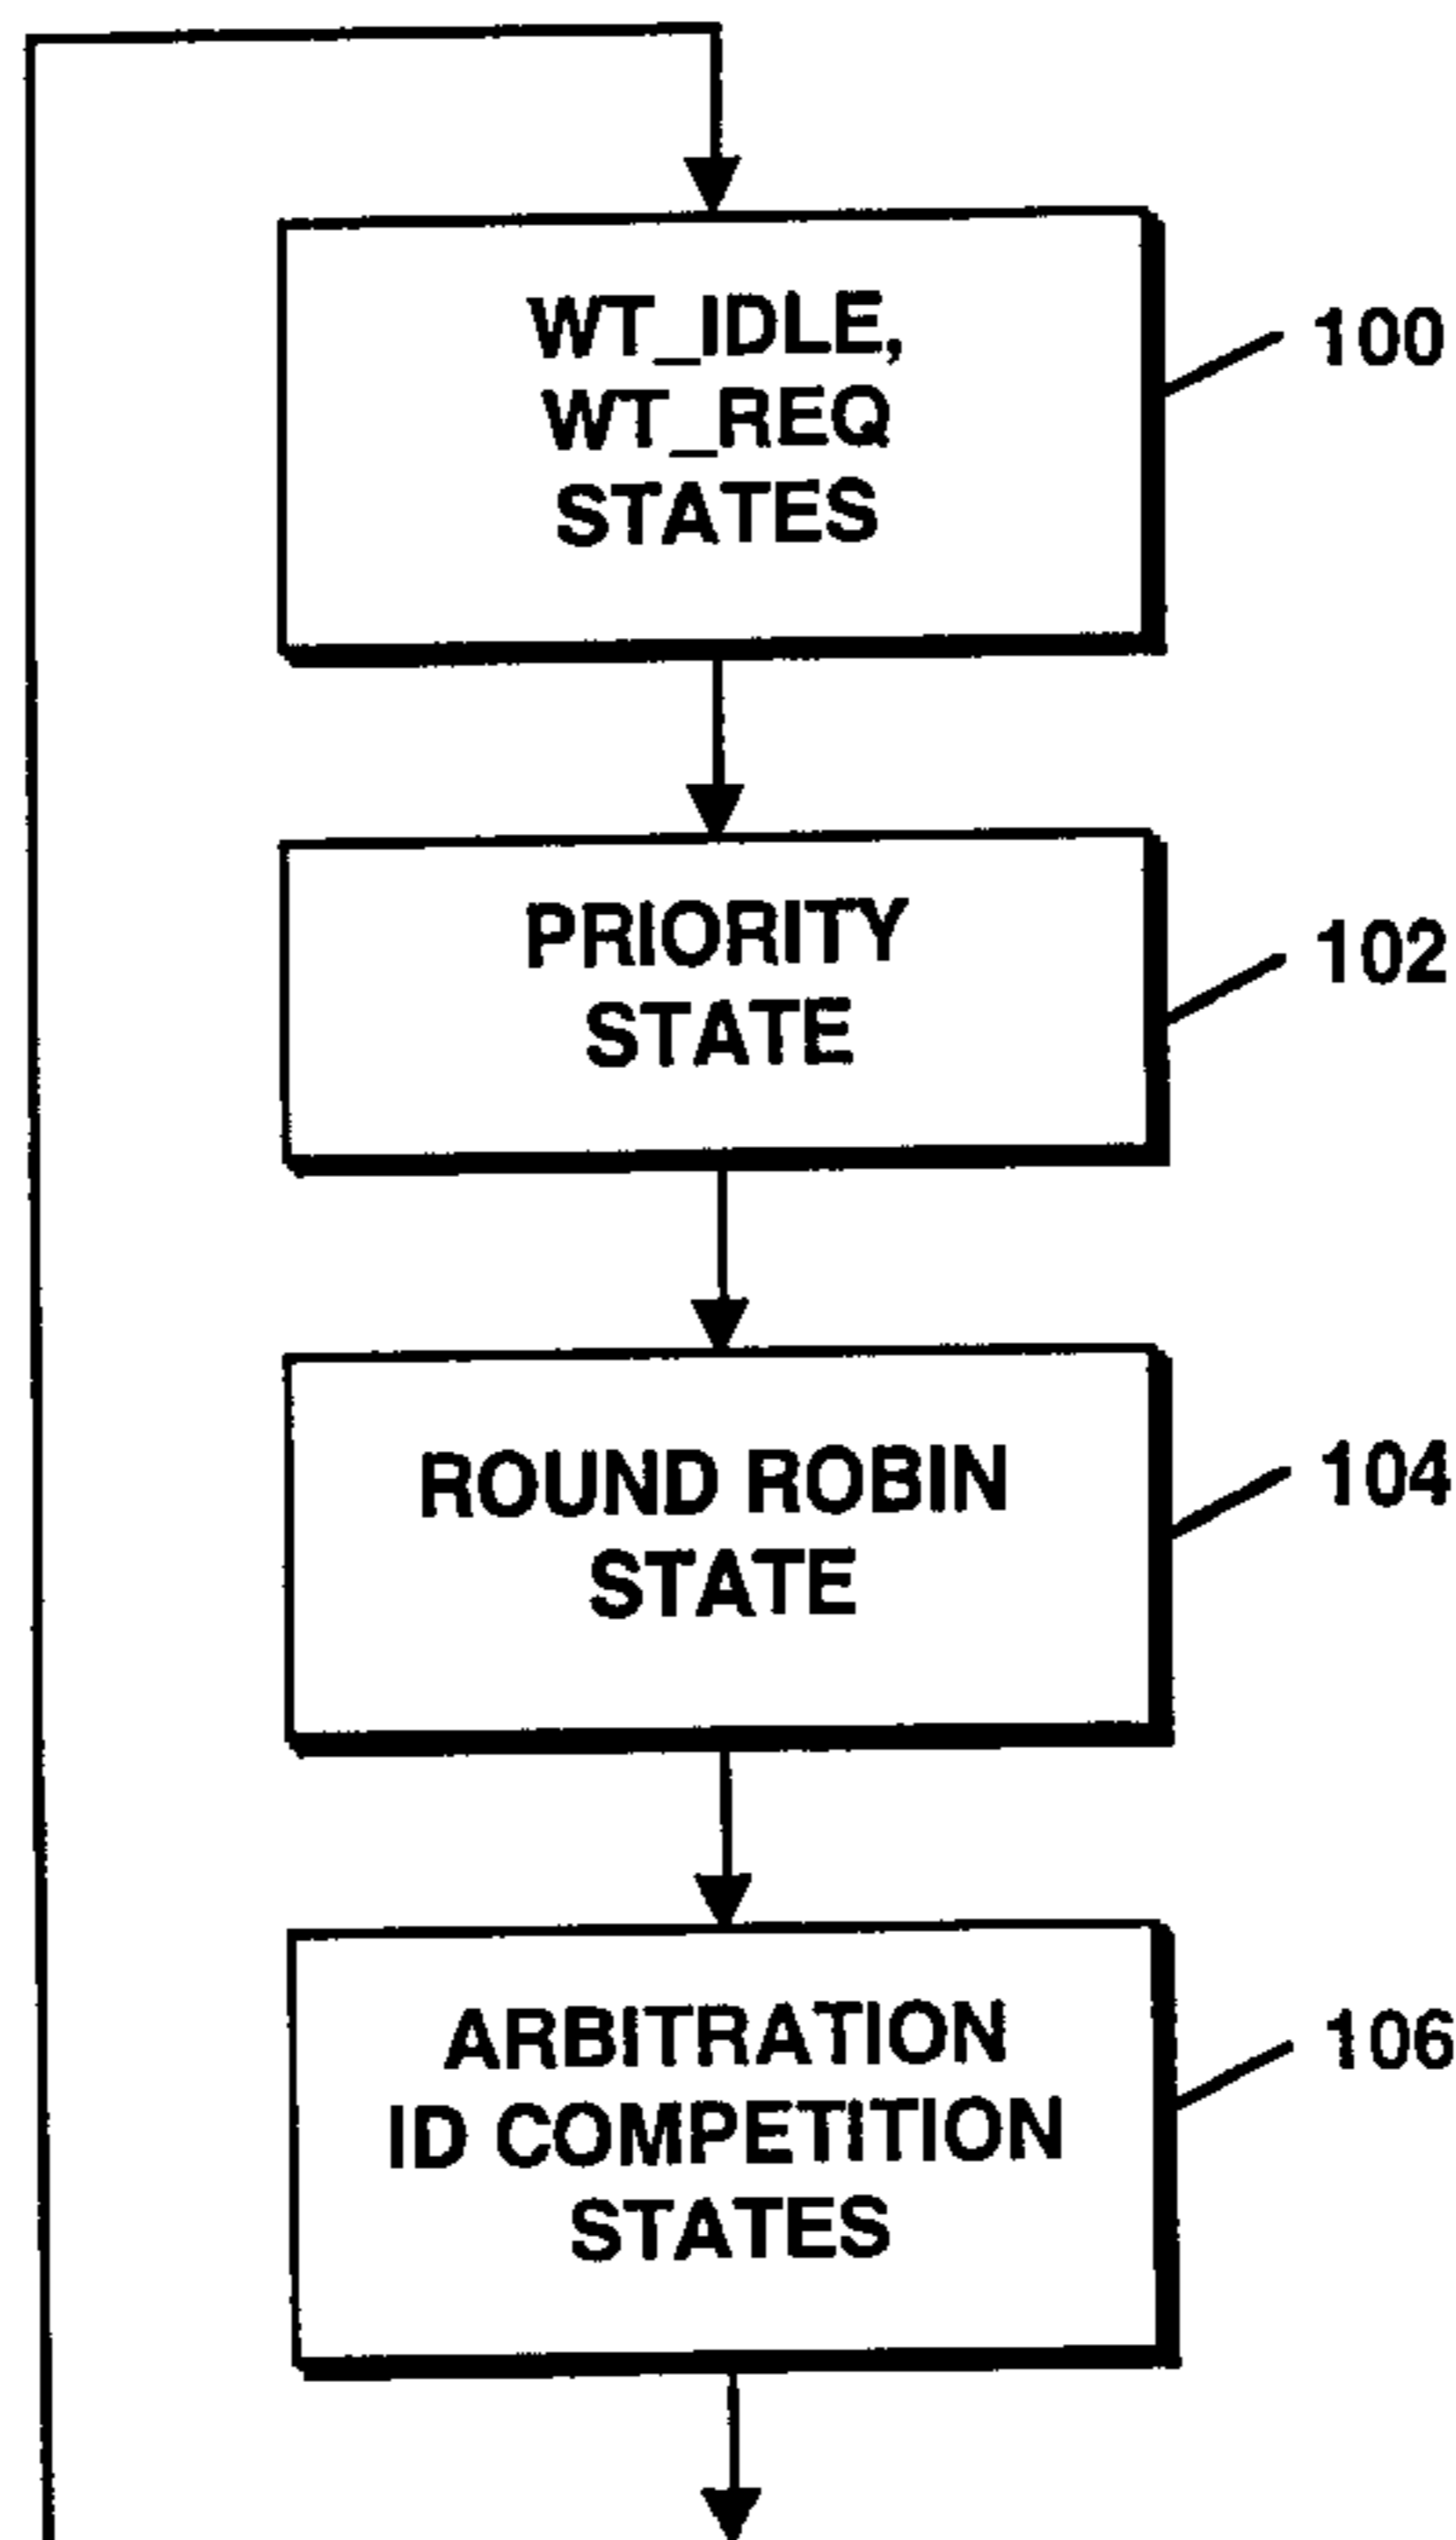 WT_IDLE,
WT_REQ
STATES
100
PRIORITY
STATE
102
ROUND ROBIN
STATE
104
ARBITRATION
ID COMPETITION
STATES
106